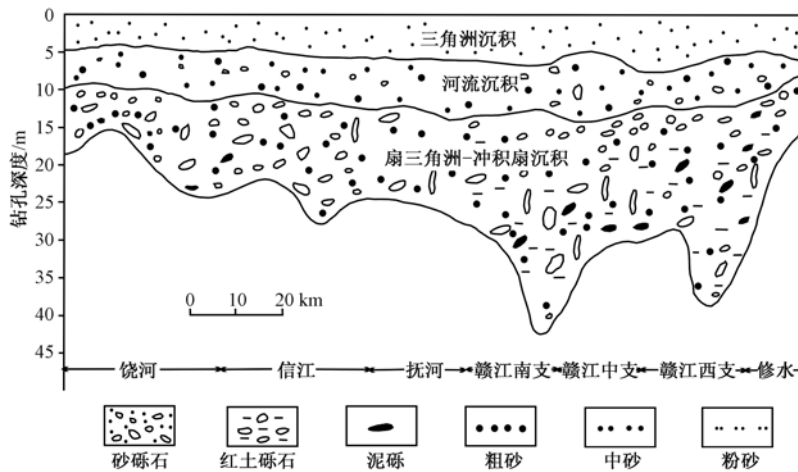 0
5
10
15
20
25
30
35
40
45
钻孔深度/m
三角洲沉积
河流沉积
扇三角洲-冲积扇沉积
0 10 20 km
饶河 信江 抚河 赣江南支 赣江中支 赣江西支 修水
砂砾石 红土砾石 泥砾 粗砂 中砂 粉砂